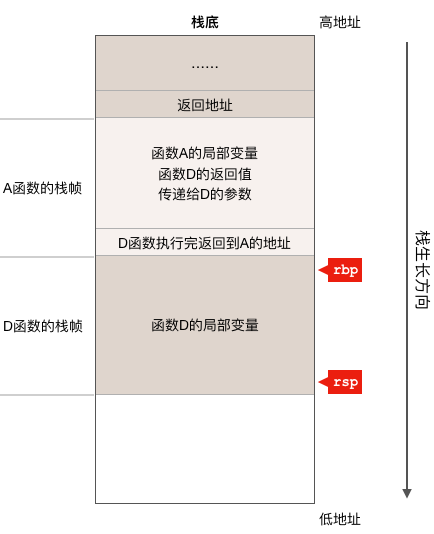 栈底
高地址
......
返回地址
函数A的局部变量
函数D的返回值
传递给D的参数
A函数的栈帧
D函数执行完返回到A的地址
rbp
栈生长方向
函数D的局部变量
D函数的栈帧
rsp
低地址